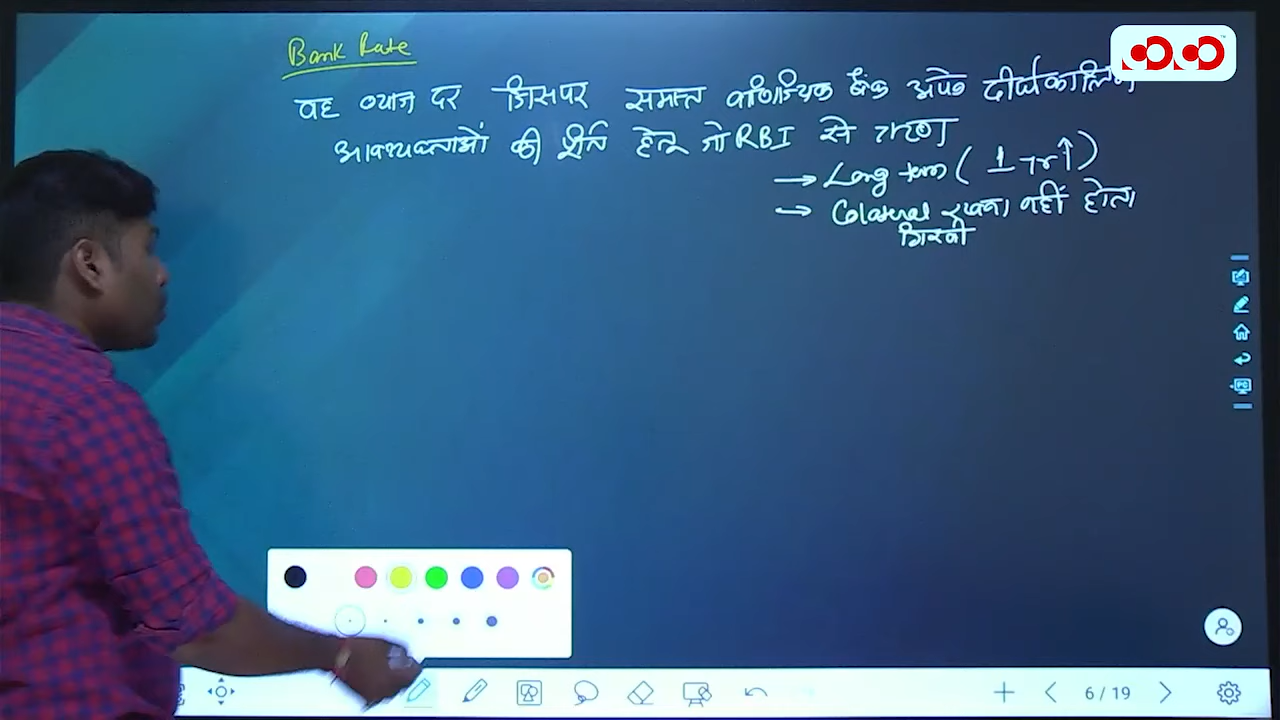 Bank Rate
वह ब्याज दर जिसपर समस्त वाणिज्यिक बैंक अपने दीर्घकालिक
आवश्यकताओं की पूर्ति हेतु जो RBI से
→ Long term ( 1 yr ↑ )
→ Colateral रखना नहीं होता
गिरवी
PC
6 / 19